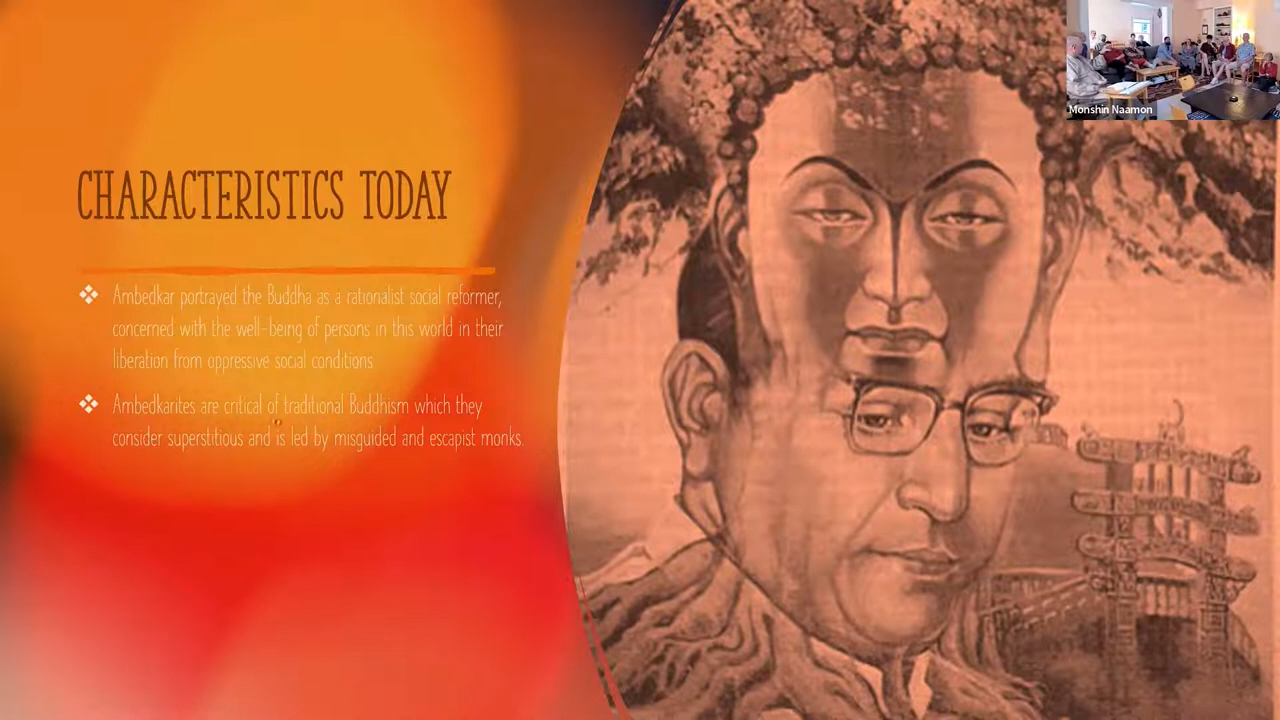 Monshin Naamon
CHARACTERISTICS TODAY
Ambedkar portrayed the Buddha as a rationalist social reformer,
concerned with the well-being of persons in this world in their
liberation from oppressive social conditions
Ambedkarites are critical of traditional Buddhism which they
consider superstitious and is led by misguided and escapist monks.